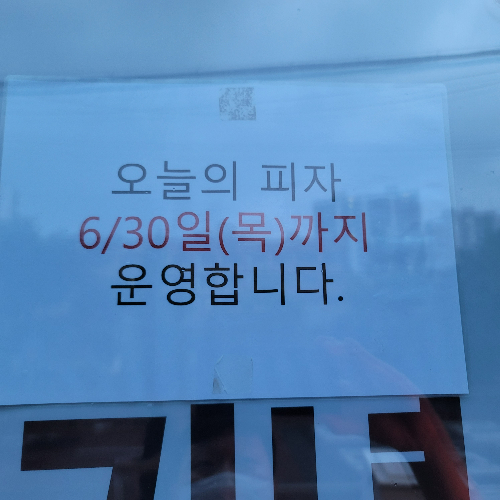 오늘의 피자
6/30일(목)까지
운영합니다.